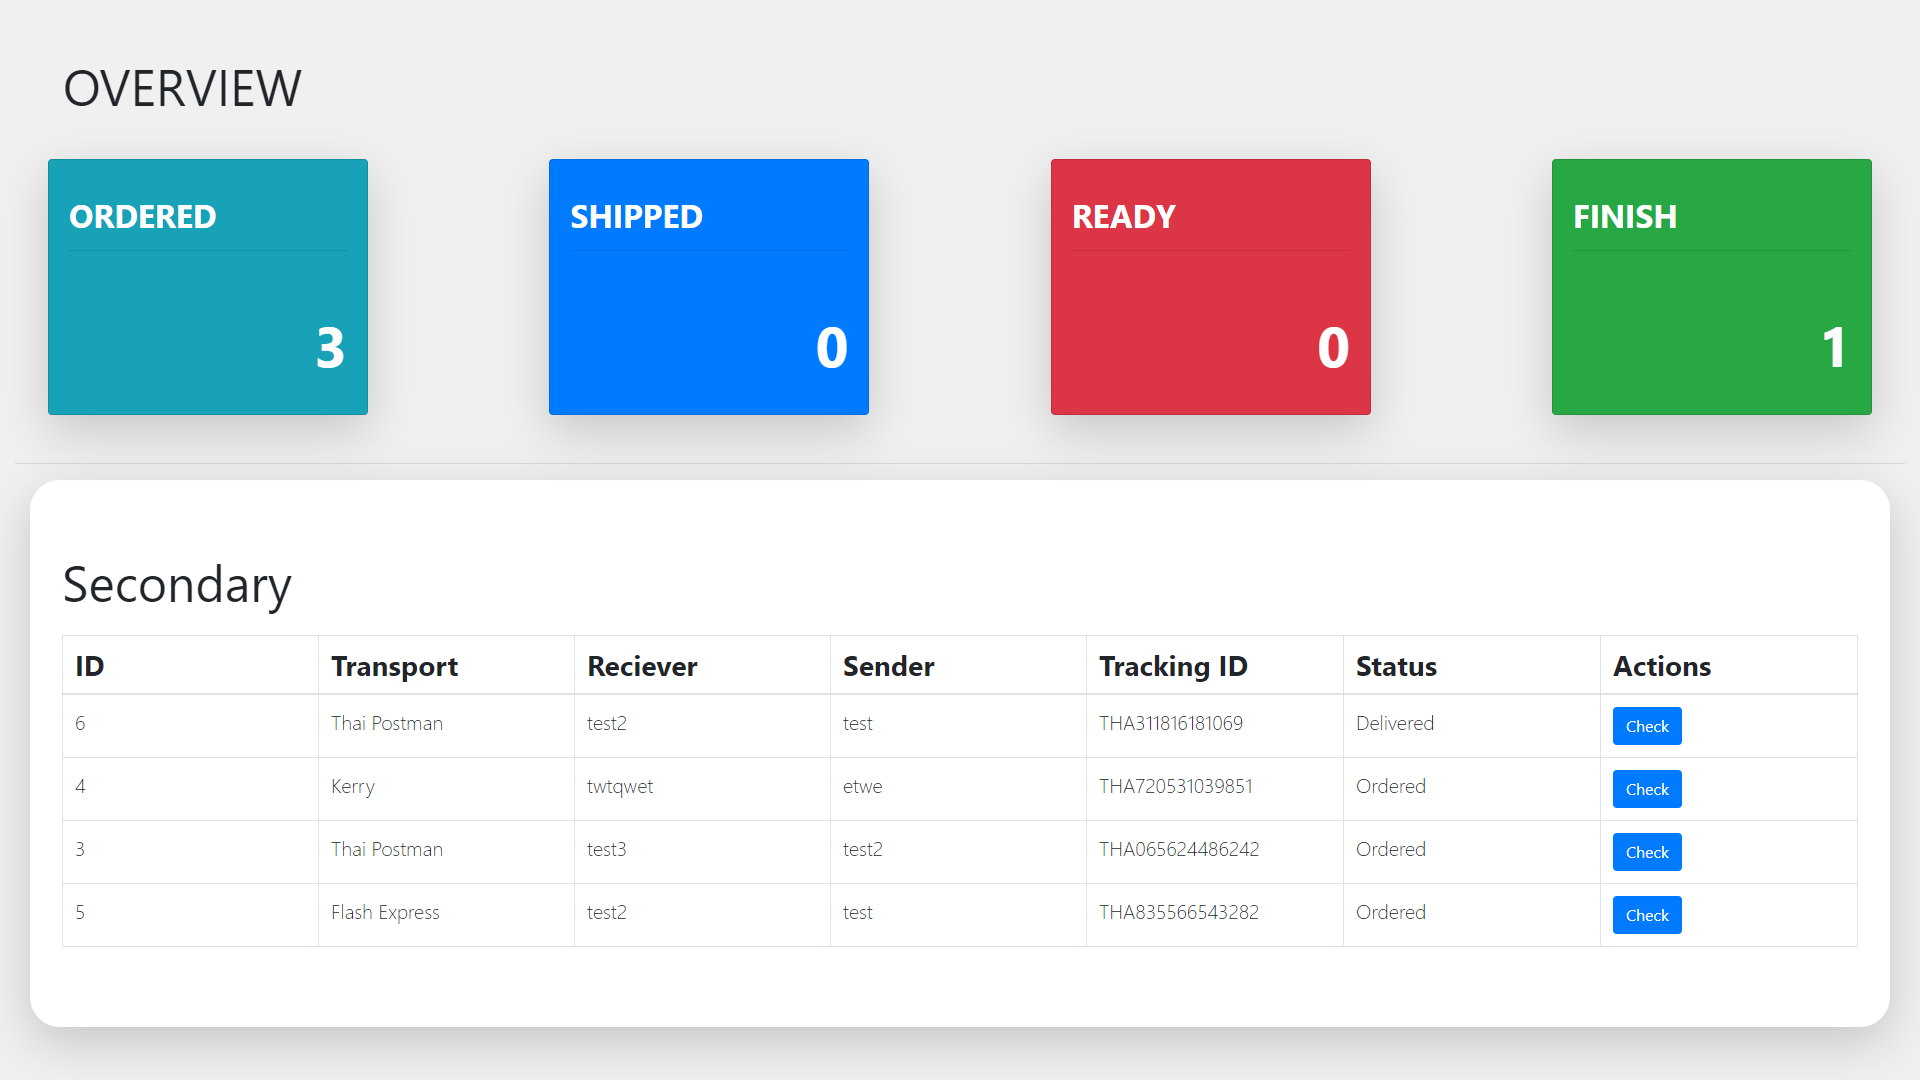 OVERVIEW
ORDERED SHIPPED READY FINISH
3 0 0 1
Secondary
ID Transport Reciever Sender Tracking ID Status Actions
6 Thai Postman test2 test THA311816181069 Delivered Check
4 Kerry twtqwet etwe THA720531039851 Ordered Check
3 Thai Postman test3 test2 THA065624486242 Ordered Check
5 Flash Express test2 test THA835566543282 Ordered Check